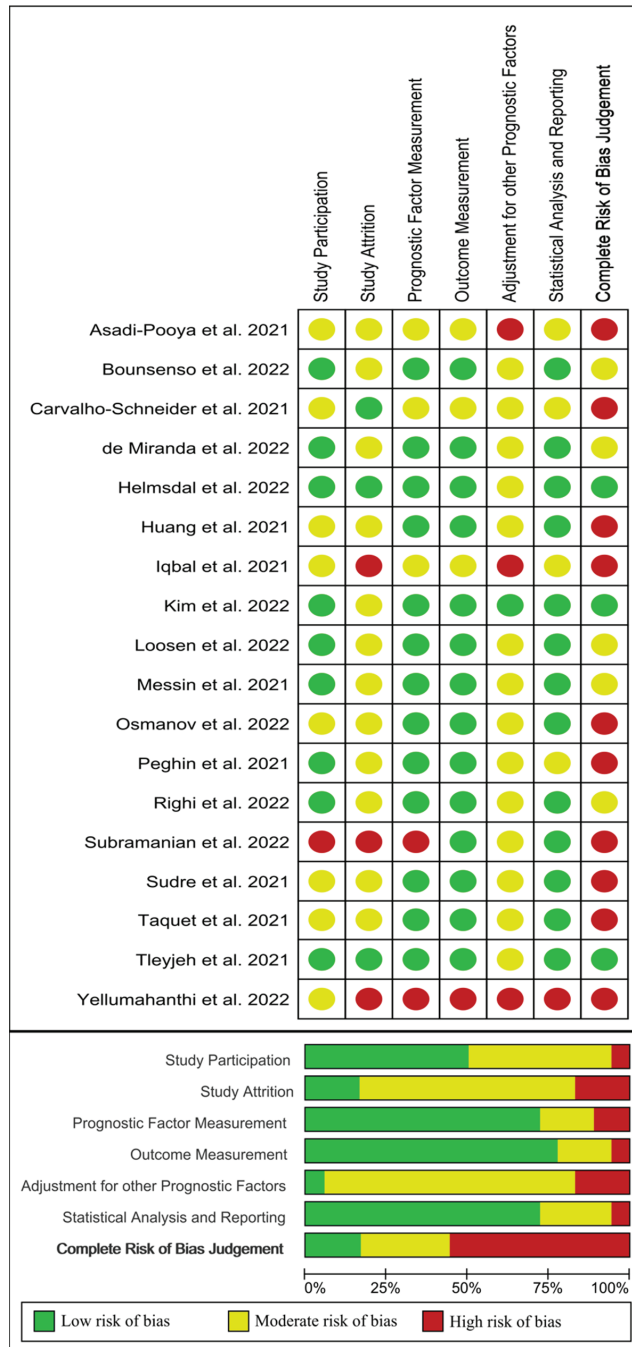 Study Participation
Study Attrition
Prognostic Factor Measurement
Outcome Measurement
Adjustment for other Prognostic Factors
Statistical Analysis and Reporting
Complete Risk of Bias Judgement
Asadi-Pooya et al. 2021
Bounsenso et al. 2022
Carvalho-Schneider et al. 2021
de Miranda et al. 2022
Helmsdal et al. 2022
Huang et al. 2021
Iqbal et al. 2021
Kim et al. 2022
Loosen et al. 2022
Messin et al. 2021
Osmanov et al. 2022
Peghin et al. 2021
Righi et al. 2022
Subramanian et al. 2022
Sudre et al. 2021
Taquet et al. 2021
Tleyjeh et al. 2021
Yellumahanthi et al. 2022
Study Participation
Study Attrition
Prognostic Factor Measurement
Outcome Measurement
Adjustment for other Prognostic Factors
Statistical Analysis and Reporting
Complete Risk of Bias Judgement
0% 25% 50% 75% 100%
Low risk of bias Moderate risk of bias High risk of bias